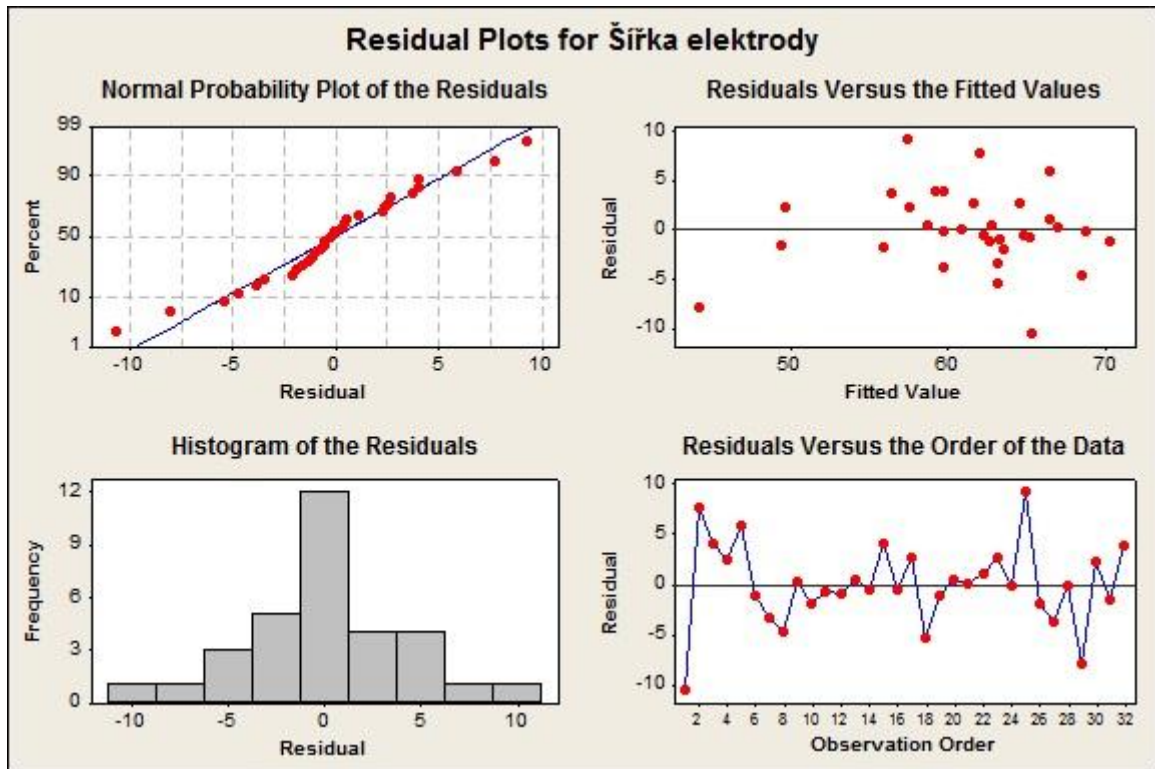 Residual Plots for Šířka elektrody
Normal Probability Plot of the Residuals
99
90
50
10
1
Percent
-10 -5 0 5 10
Residual
Residuals Versus the Fitted Values
10
5
0
-5
-10
Residual
50 60 70
Fitted Value
Histogram of the Residuals
12
9
6
3
0
Frequency
-10 -5 0 5 10
Residual
Residuals Versus the Order of the Data
10
5
0
-5
-10
Residual
2 4 6 8 10 12 14 16 18 20 22 24 26 28 30 32
Observation Order